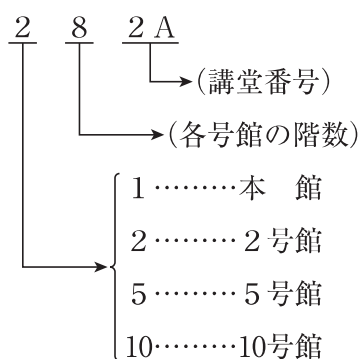 2 8 2A
(講堂番号)
(各号館の階数)
1………本　館
2………2号館
5………5号館
10………10号館